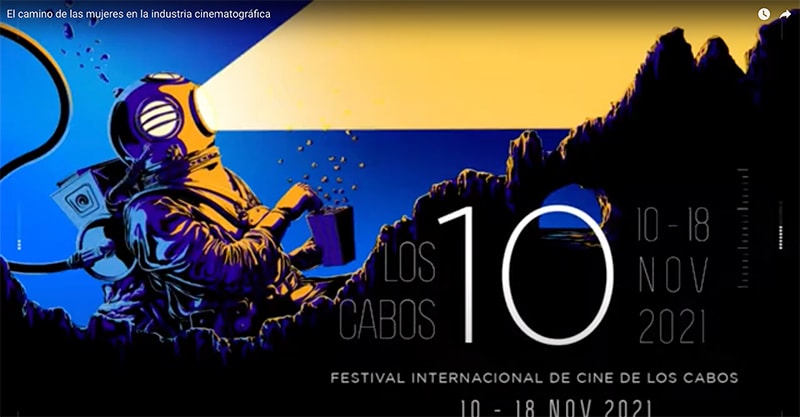 El camino de las mujeres en la industria cinematográfica
LOS
CABOS
10
10-18
NOV
2021
FESTIVAL INTERNACIONAL DE CINE DE LOS CABOS
10 - 18 NOV 2021